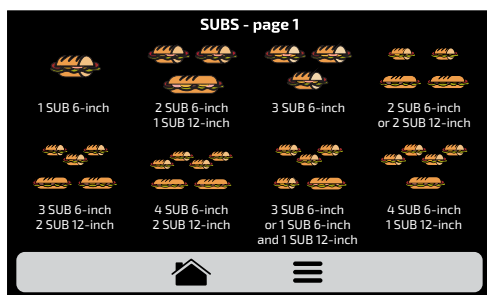 SUBS - page 1
1 SUB 6-inch
2 SUB 6-inch
1 SUB 12-inch
3 SUB 6-inch
2 SUB 6-inch
or 2 SUB 12-inch
3 SUB 6-inch
2 SUB 12-inch
4 SUB 6-inch
2 SUB 12-inch
3 SUB 6-inch
or 1 SUB 6-inch
and 1 SUB 12-inch
4 SUB 6-inch
1 SUB 12-inch